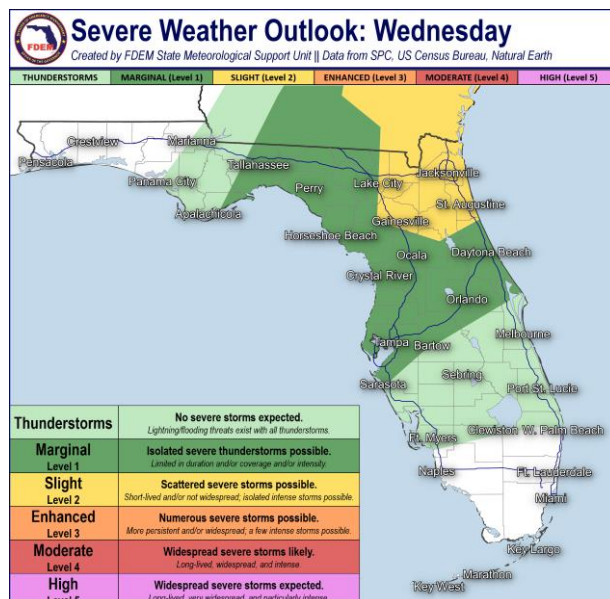 Severe Weather Outlook: Wednesday
Created by FDEM State Meteorological Support Unit || Data from SPC, US Census Bureau, Natural Earth
FDEM
THUNDERSTORMS
MARGINAL (Level 1)
SLIGHT (Level 2)
ENHANCED (Level 3)
MODERATE (Level 4)
HIGH (Level 5)
Crestview
Marianna
Pensacola
Tallahassee
Panama City
Apalachicola
Perry
Lake City
Jacksonville
St. Augustine
Gainesville
Horseshoe Beach
Ocala
Daytona Beach
Crystal River
Orlando
Tampa
Bartow
Melbourne
Sarasota
Sebring
Port St. Lucie
Clewiston
W. Palm Beach
Ft. Myers
Naples
Ft. Lauderdale
Miami
Key Largo
Marathon
Key West
Thunderstorms
No severe storms expected.
Lightning/flooding threats exist with all thunderstorms.
Marginal
Level 1
Isolated severe thunderstorms possible.
Limited in duration and/or coverage and/or intensity.
Slight
Level 2
Scattered severe storms possible.
Short-lived and/or not widespread; isolated intense storms possible.
Enhanced
Level 3
Numerous severe storms possible.
More persistent and/or widespread; a few intense storms possible.
Moderate
Level 4
Widespread severe storms likely.
Long-lived, widespread, and intense.
High
Widespread severe storms expected.
Long-lived, very widespread, and particularly intense.